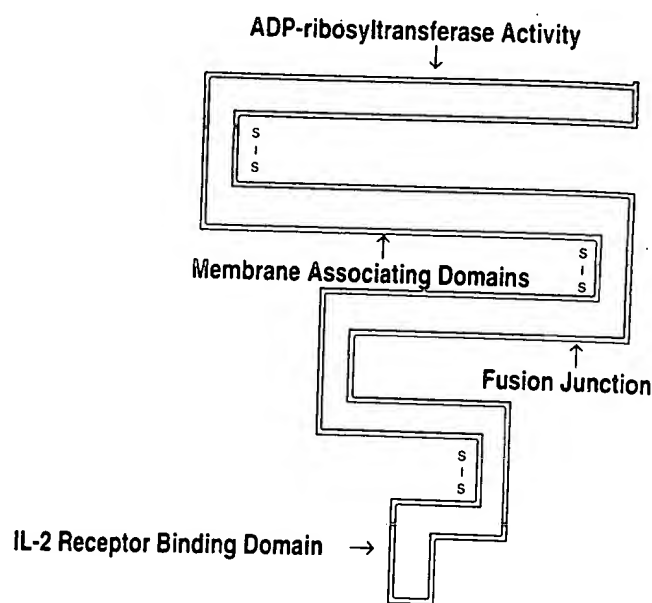 ADP-ribosyltransferase Activity
S
S
S
S
Membrane Associating Domains
Fusion Junction
S
S
IL-2 Receptor Binding Domain